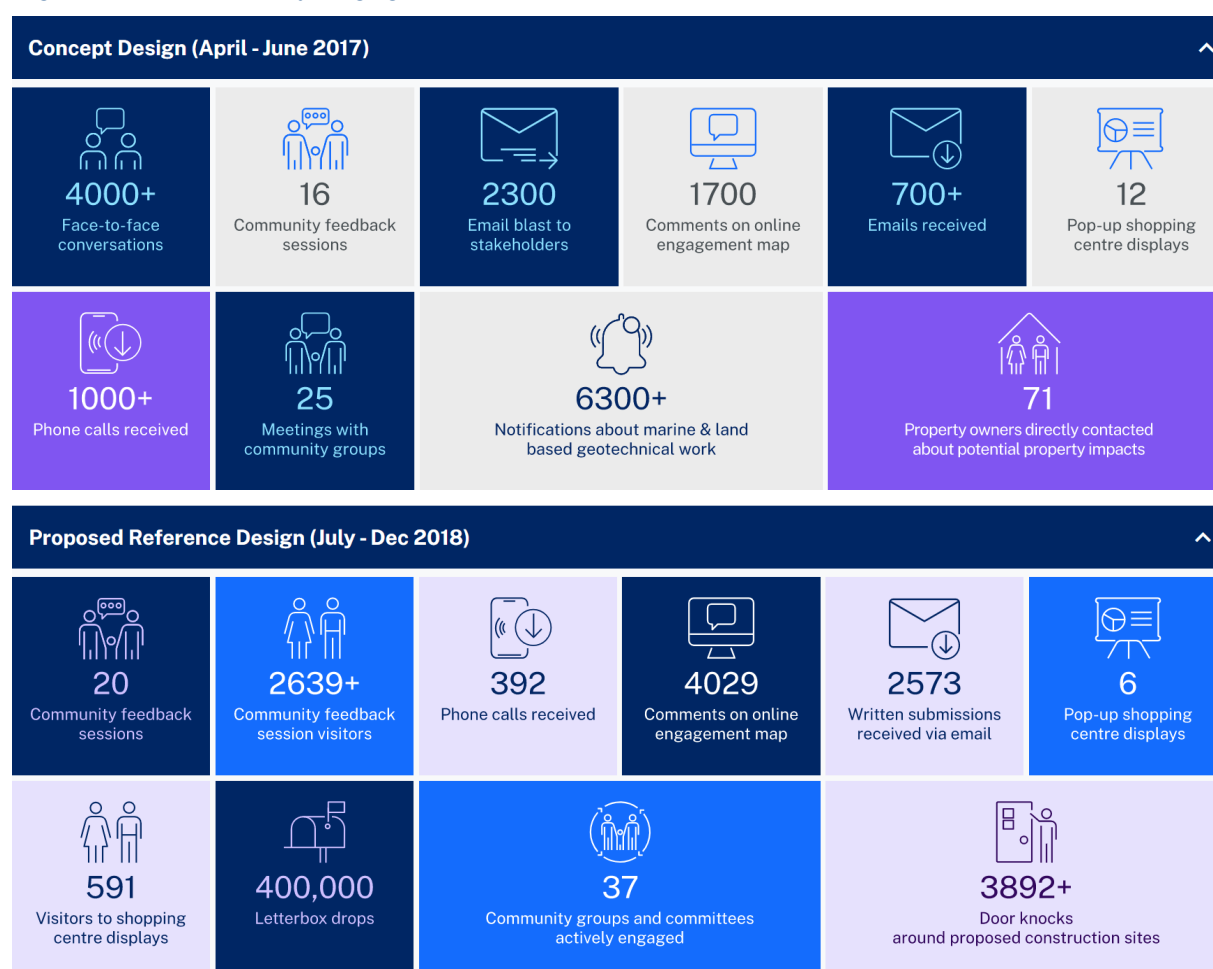 Concept Design (April - June 2017)
4000+
Face-to-face
conversations
16
Community feedback
sessions
2300
Email blast to
stakeholders
1700
Comments on online
engagement map
700+
Emails received
12
Pop-up shopping
centre displays
1000+
Phone calls received
25
Meetings with
community groups
6300+
Notifications about marine & land
based geotechnical work
71
Property owners directly contacted
about potential property impacts
Proposed Reference Design (July - Dec 2018)
20
Community feedback
sessions
2639+
Community feedback
session visitors
392
Phone calls received
4029
Comments on online
engagement map
2573
Written submissions
received via email
6
Pop-up shopping
centre displays
591
Visitors to shopping
centre displays
400,000
Letterbox drops
37
Community groups and committees
actively engaged
3892+
Door knocks
around proposed construction sites